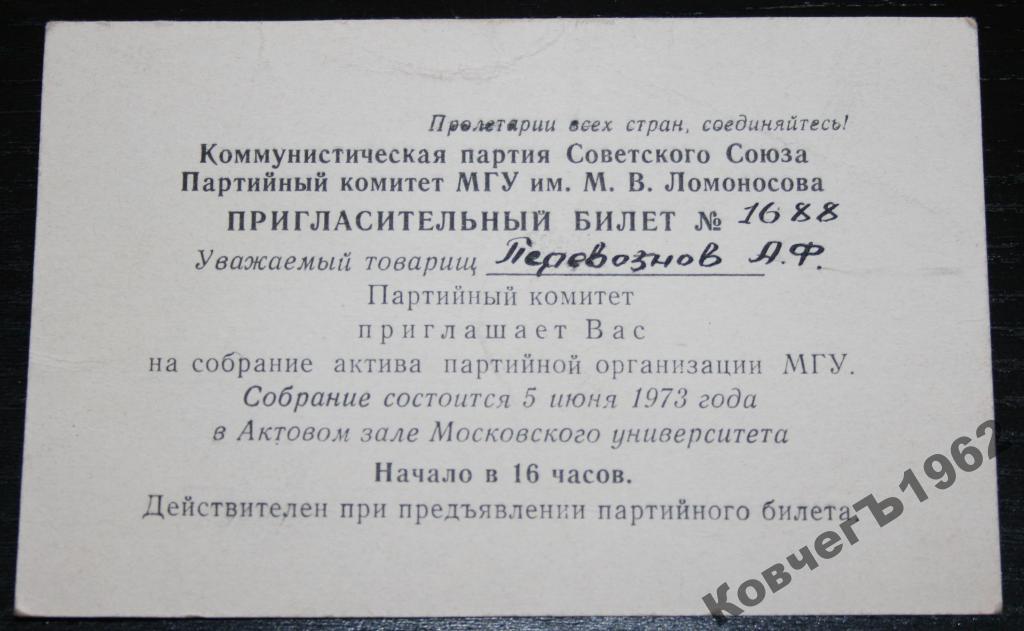 Пролетарии всех стран, соединяйтесь!
Коммунистическая партия Советского Союза
Партийный комитет МГУ им. М. В. Ломоносова
ПРИГЛАСИТЕЛЬНЫЙ БИЛЕТ № 1688
Уважаемый товарищ Перевознов А.Ф.
Партийный комитет
приглашает Вас
на собрание актива партийной организации МГУ.
Собрание состоится 5 июня 1973 года
в Актовом зале Московского университета
Начало в 16 часов.
Действителен при предъявлении партийного билета
КовчегЪ1962